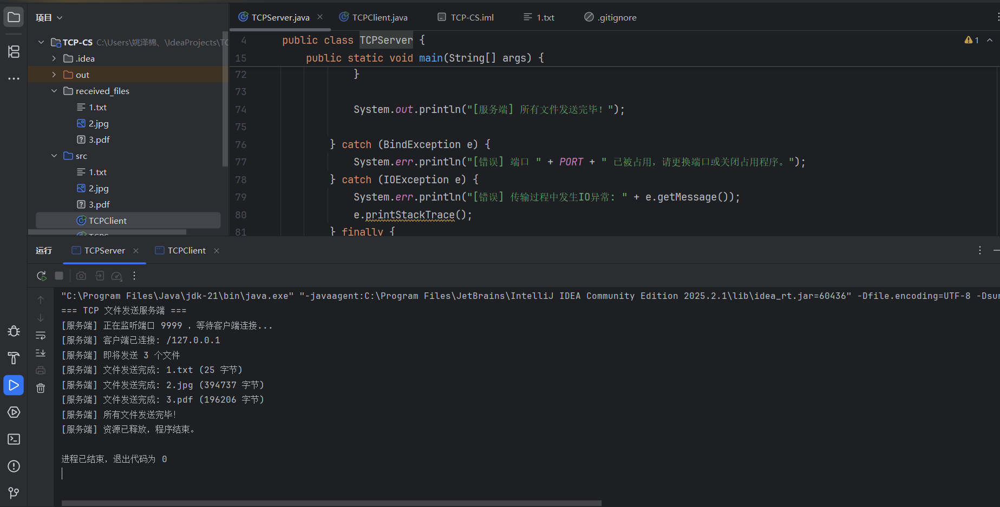 项目
TCP-CS C:\Users\姚泽棉、\IdeaProjects\TC
.idea
out
received_files
1.txt
2.jpg
3.pdf
src
1.txt
2.jpg
3.pdf
TCPClient
TCPServer.java
TCPClient.java
TCP-CS.iml
1.txt
.gitignore
4 public class TCPServer {
1
15 public static void main(String[] args) {
72 }
73
74 System.out.println("[服务端] 所有文件发送完毕！");
75
76 } catch (BindException e) {
77 System.err.println("[错误] 端口 " + PORT + " 已被占用，请更换端口或关闭占用程序。");
78 } catch (IOException e) {
79 System.err.println("[错误] 传输过程中发生IO异常: " + e.getMessage());
80 e.printStackTrace();
81 } finally {
运行
TCPServer
TCPClient
"C:\Program Files\Java\jdk-21\bin\java.exe" "-javaagent:C:\Program Files\JetBrains\IntelliJ IDEA Community Edition 2025.2.1\lib\idea_rt.jar=60436" -Dfile.encoding=UTF-8 -Dsun
=== TCP 文件发送服务端 ===
[服务端] 正在监听端口 9999 ，等待客户端连接...
[服务端] 客户端已连接: /127.0.0.1
[服务端] 即将发送 3 个文件
[服务端] 文件发送完成: 1.txt (25 字节)
[服务端] 文件发送完成: 2.jpg (394737 字节)
[服务端] 文件发送完成: 3.pdf (196206 字节)
[服务端] 所有文件发送完毕！
[服务端] 资源已释放，程序结束。
进程已结束，退出代码为 0